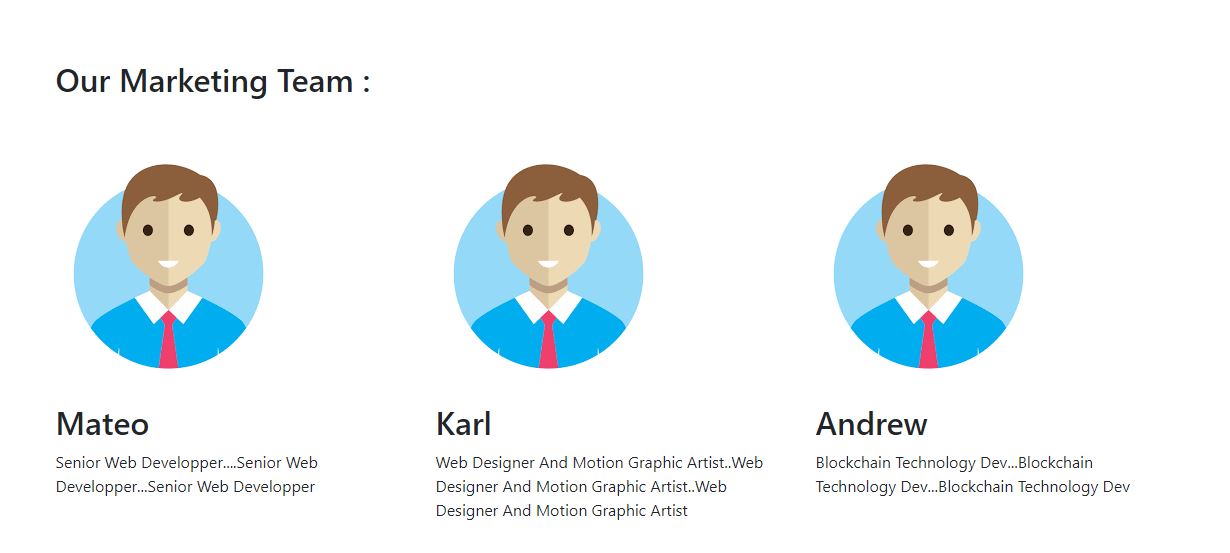 Our Marketing Team :
Mateo
Senior Web Developper....Senior Web
Developper...Senior Web Developper
Karl
Web Designer And Motion Graphic Artist..Web
Designer And Motion Graphic Artist..Web
Designer And Motion Graphic Artist
Andrew
Blockchain Technology Dev...Blockchain
Technology Dev...Blockchain Technology Dev